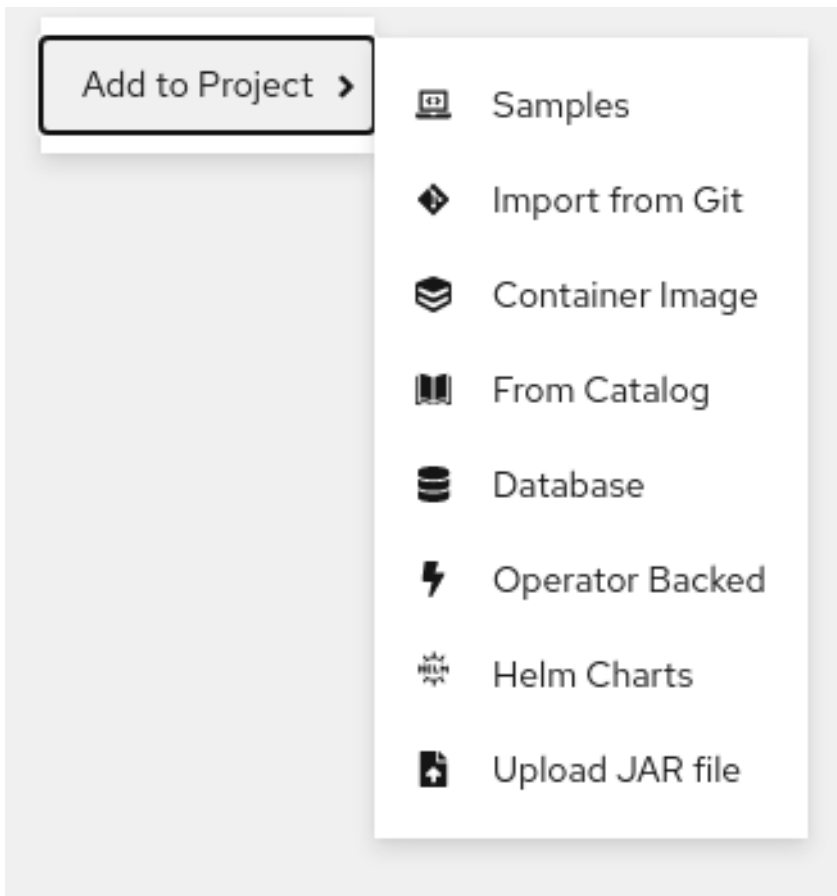 Add to Project
Samples
Import from Git
Container Image
From Catalog
Database
Operator Backed
HELM
Helm Charts
Upload JAR file